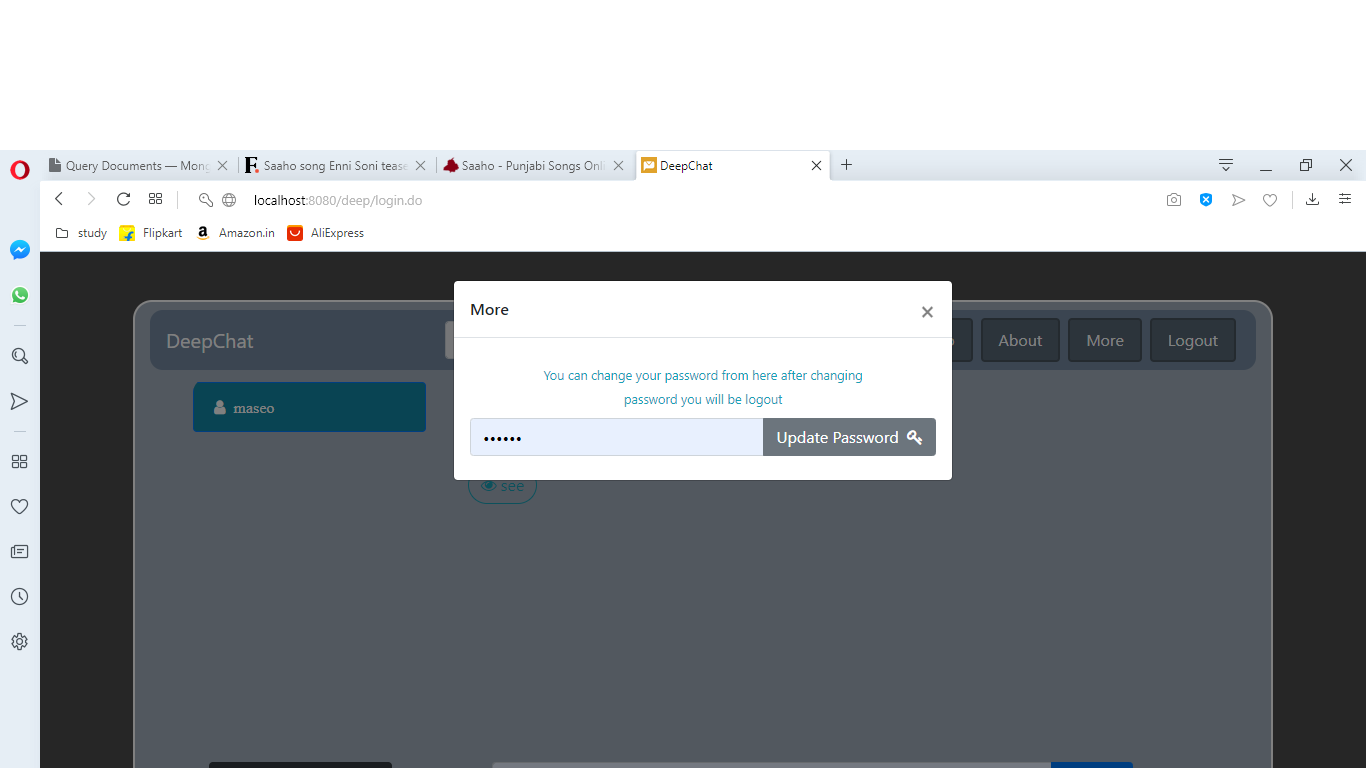 Query Documents — Mong
Saaho song Enni Soni tease
Saaho - Punjabi Songs Onli
DeepChat
localhost:8080/deep/login.do
study
Flipkart
Amazon.in
AliExpress
More
×
DeepChat
About
More
Logout
You can change your password from here after changing
password you will be logout
maseo
•••••• Update Password
see